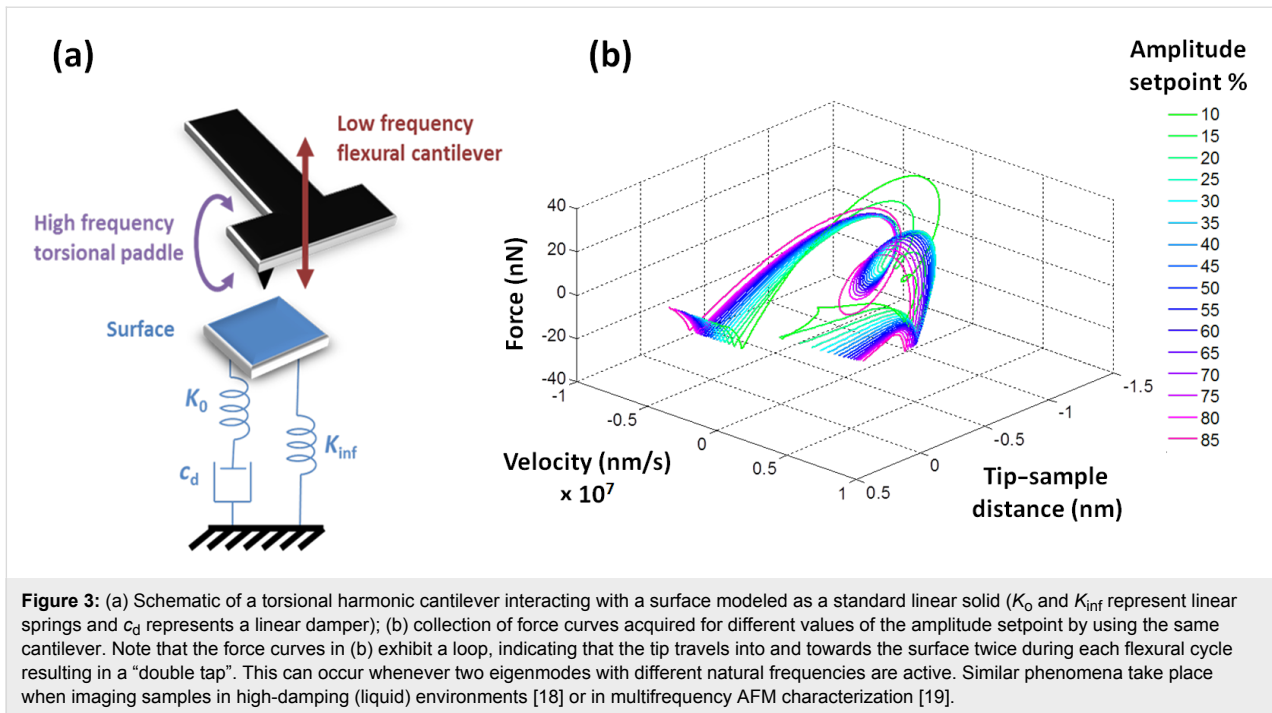 (a)
Low frequency
flexural cantilever
High frequency
torsional paddle
Surface
K0
cd
Kinf
(b)
Amplitude
setpoint %
10
15
20
25
30
35
40
45
50
55
60
65
70
75
80
85
Force (nN)
40
20
0
-20
-40
-1
-0.5
0
0.5
1
Velocity (nm/s)
x 10^7
0.5
0
-0.5
-1
-1.5
Tip–sample
distance (nm)
Figure 3: (a) Schematic of a torsional harmonic cantilever interacting with a surface modeled as a standard linear solid (Ko and Kinf represent linear
springs and cd represents a linear damper); (b) collection of force curves acquired for different values of the amplitude setpoint by using the same
cantilever. Note that the force curves in (b) exhibit a loop, indicating that the tip travels into and towards the surface twice during each flexural cycle
resulting in a “double tap”. This can occur whenever two eigenmodes with different natural frequencies are active. Similar phenomena take place
when imaging samples in high-damping (liquid) environments [18] or in multifrequency AFM characterization [19].